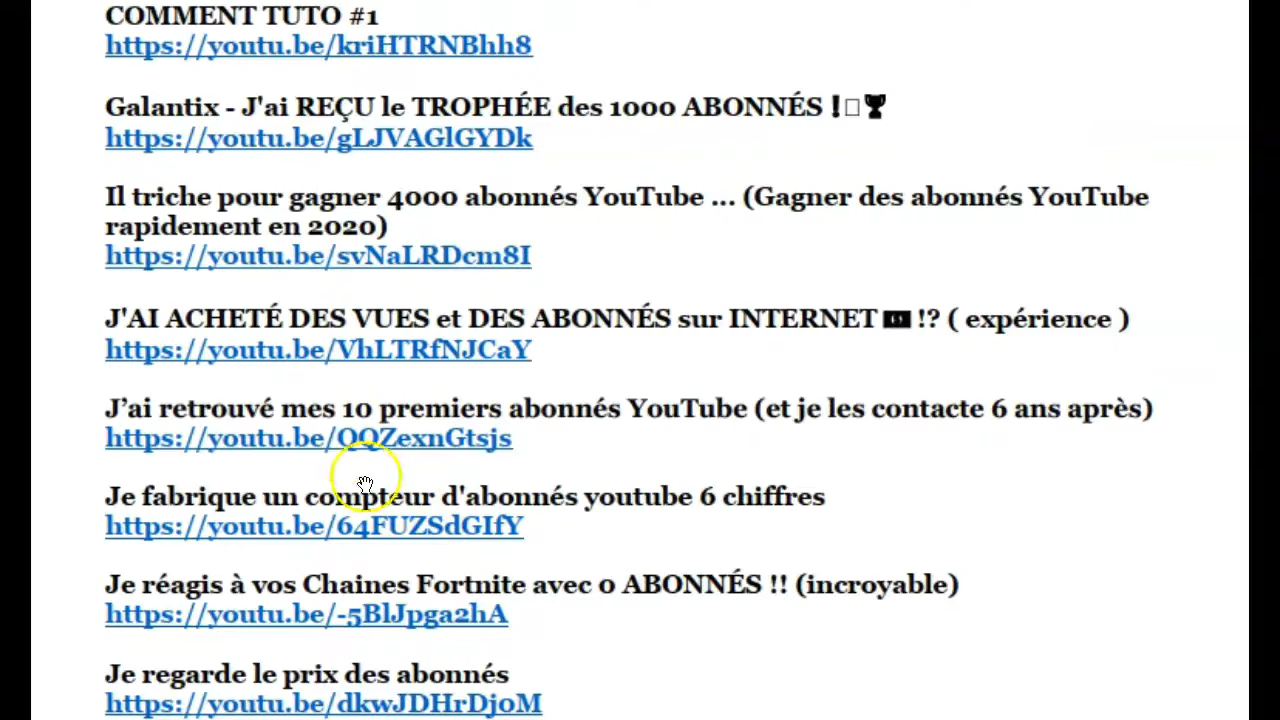 COMMENT TUTO #1
https://youtu.be/kriHTRNBhh8
Galantix - J'ai REÇU le TROPHÉE des 1000 ABONNÉS !🏆
https://youtu.be/gLJVAGlGYDk
Il triche pour gagner 4000 abonnés YouTube ... (Gagner des abonnés YouTube
rapidement en 2020)
https://youtu.be/svNaLRDcm8I
J'AI ACHETÉ DES VUES et DES ABONNÉS sur INTERNET 💵 !? ( expérience )
https://youtu.be/VhLTRfNJCaY
J’ai retrouvé mes 10 premiers abonnés YouTube (et je les contacte 6 ans après)
https://youtu.be/QQZexnGtsjs
Je fabrique un compteur d'abonnés youtube 6 chiffres
https://youtu.be/64FUZSdGIfY
Je réagis à vos Chaines Fortnite avec 0 ABONNÉS !! (incroyable)
https://youtu.be/-5BlJpga2hA
Je regarde le prix des abonnés
https://youtu.be/dkwJDHrDj0M